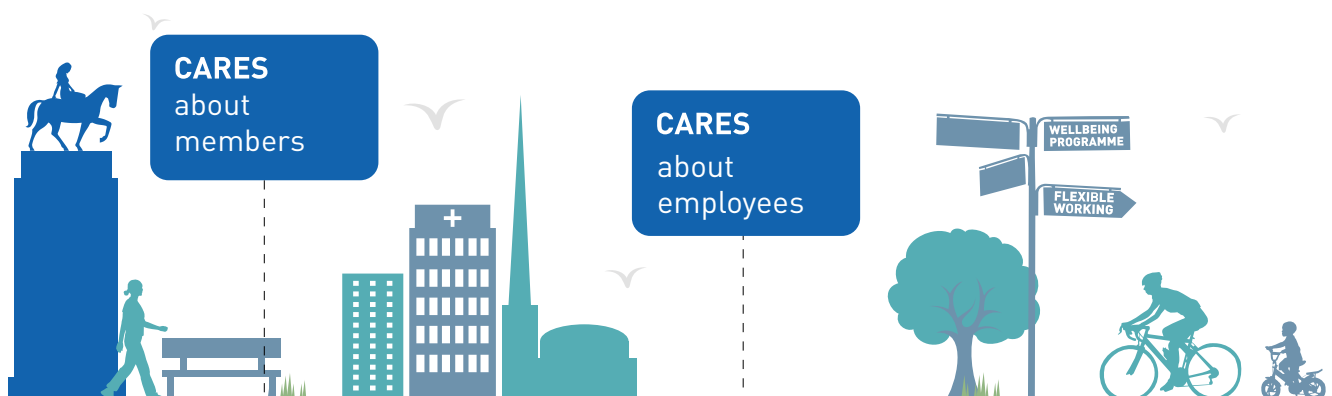 CARES
about
members
CARES
about
employees
WELLBEING
PROGRAMME
FLEXIBLE
WORKING